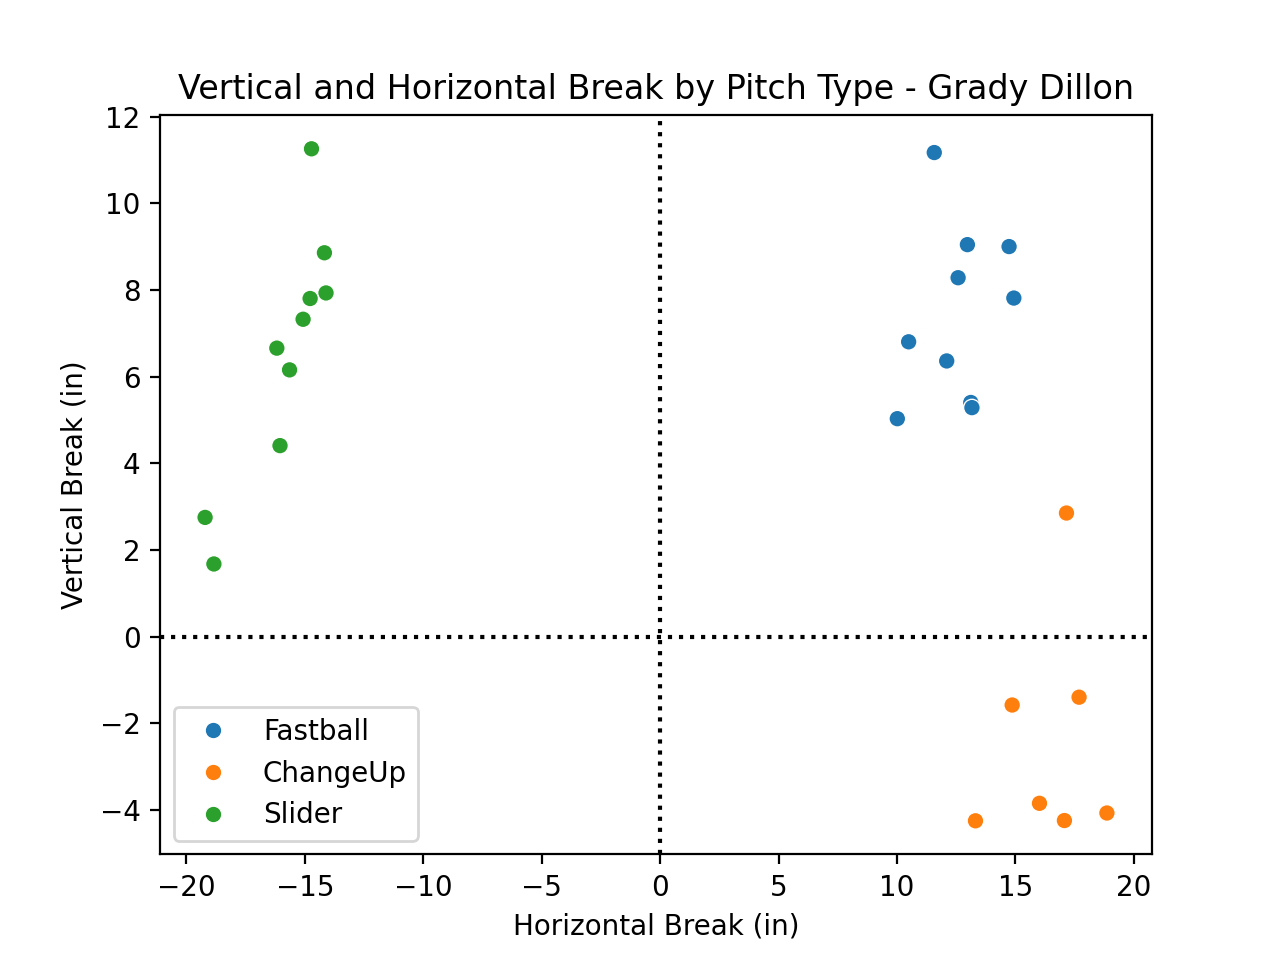 Vertical and Horizontal Break by Pitch Type - Grady Dillon
12
10
8
6
4
2
0
−2
−4
Vertical Break (in)
Fastball
ChangeUp
Slider
−20 −15 −10 −5 0 5 10 15 20
Horizontal Break (in)